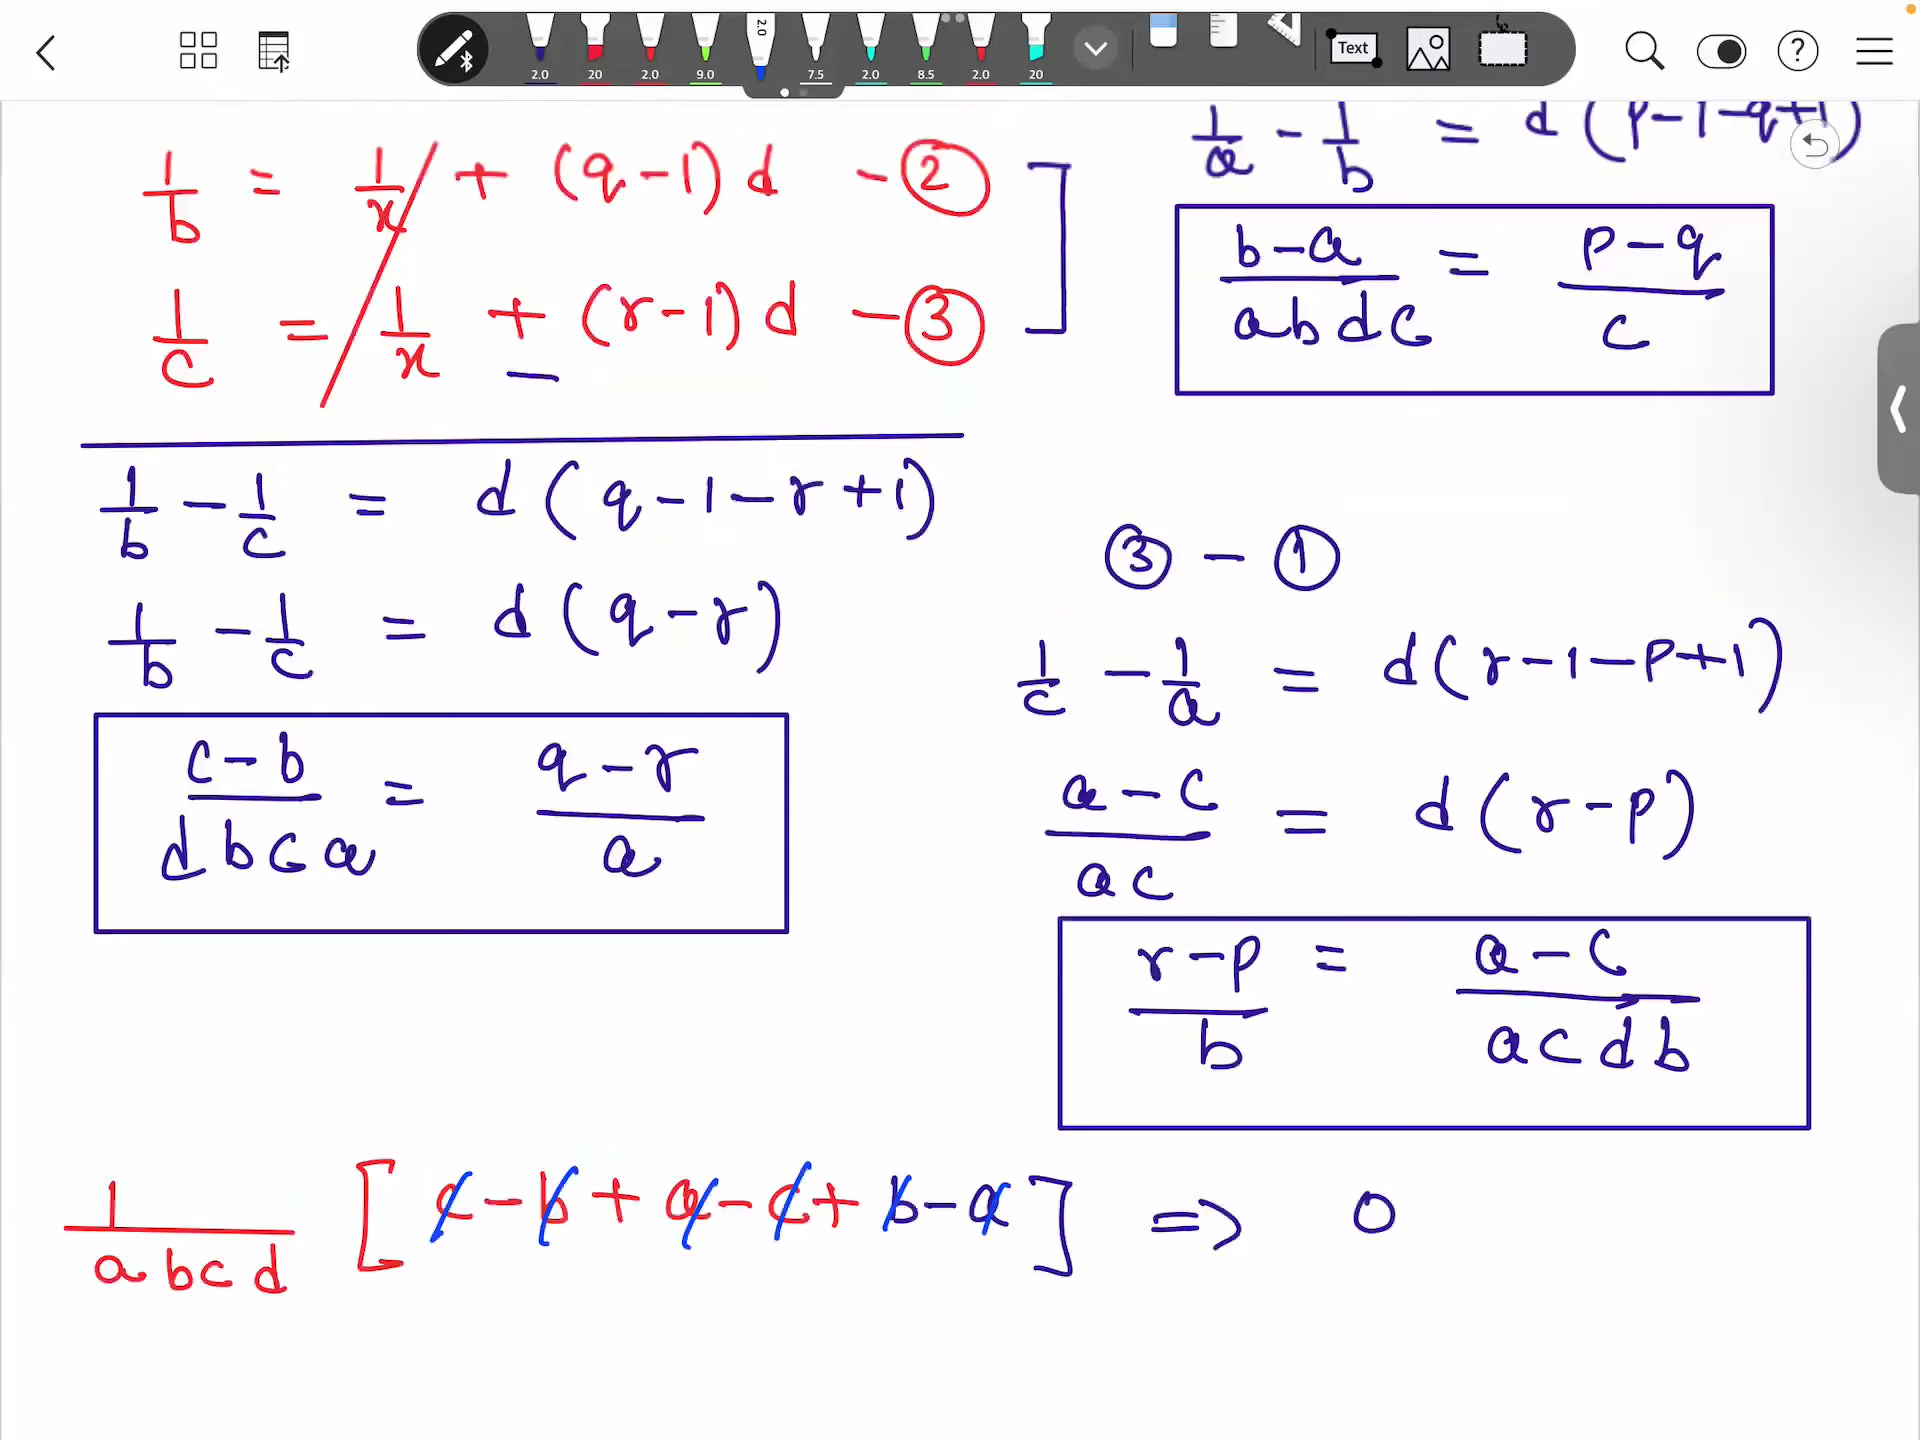 2.0 20 2.0 9.0 2.0 7.5 2.0 8.5 2.0 20 Text
1/b = 1/x + (q-1) d - ②
1/c = 1/x + (r-1) d - ③
1/b - 1/c = d ( q-1-r+1)
1/b - 1/c = d ( q-r)
c-b/dbca = q-r/a
1/a - 1/b = d ( p-1-q+1)
b-a/abdc = p-q/c
③ - ①
1/c - 1/a = d(r-1-p+1)
a-c/ac = d(r-p)
r-p/b = a-c/acdb
1/abcd [ c-b+a-c+b-a ] => 0